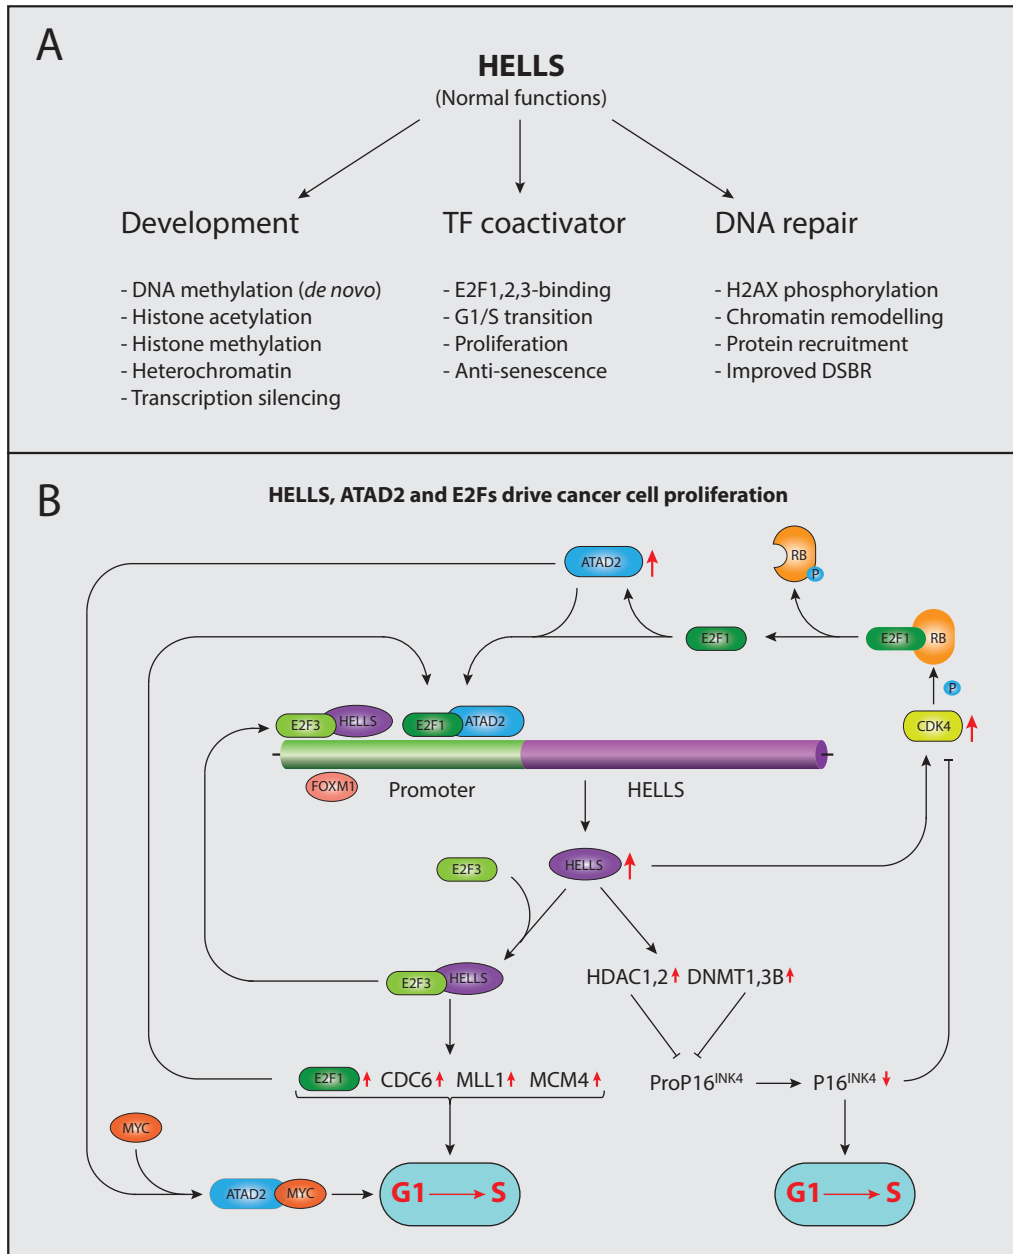 A
HELLS
(Normal functions)
Development
- DNA methylation (de novo)
- Histone acetylation
- Histone methylation
- Heterochromatin
- Transcription silencing
TF coactivator
- E2F1,2,3-binding
- G1/S transition
- Proliferation
- Anti-senescence
DNA repair
- H2AX phosphorylation
- Chromatin remodelling
- Protein recruitment
- Improved DSBR
B
HELLS, ATAD2 and E2Fs drive cancer cell proliferation
ATAD2
RB
P
E2F1
E2F1
RB
P
CDK4
E2F3
HELLS
E2F1
ATAD2
FOXM1
Promoter
HELLS
E2F3
HELLS
E2F3
HELLS
HDAC1,2
DNMT1,3B
E2F1
CDC6
MLL1
MCM4
ProP16INK4
P16INK4
MYC
ATAD2
MYC
G1 S
G1 S